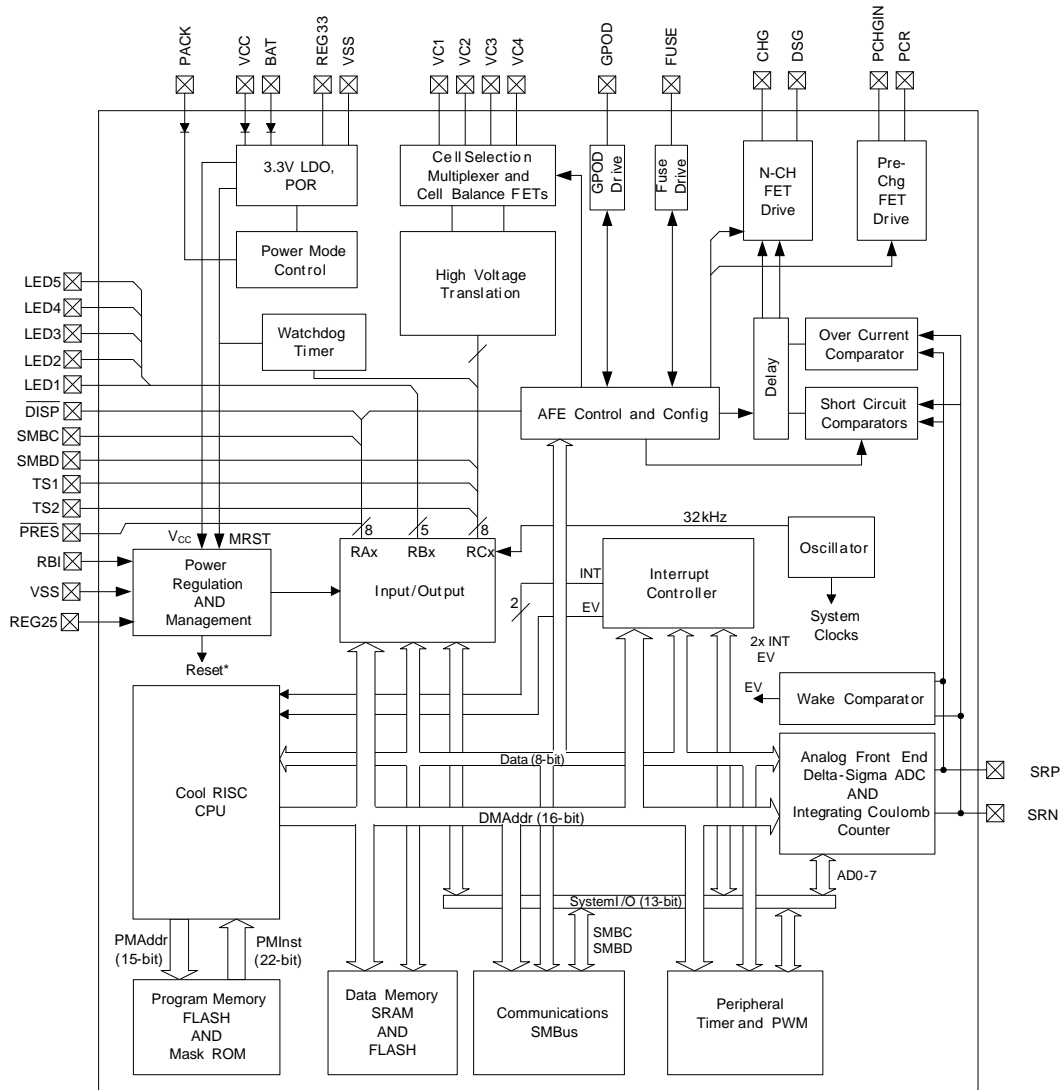 PACK
VCC
BAT
REG33
VSS
VC1
VC2
VC3
VC4
GPOD
FUSE
CHG
DSG
PCHGIN
PCR
3.3V LDO,
POR
Cell Selection
Multiplexer and
Cell Balance FETs
GPOD
Drive
Fuse
Drive
N-CH
FET
Drive
Pre-
Chg
FET
Drive
Power Mode
Control
High Voltage
Translation
LED5
LED4
LED3
LED2
LED1
DISP
SMBC
SMBD
TS1
TS2
PRES
RBI
VSS
REG25
Watchdog
Timer
Delay
Over Current
Comparator
AFE Control and Config
Short Circuit
Comparators
VCC
MRST
8
5
8
RAx
RBx
RCx
Input/Output
32kHz
Oscillator
System
Clocks
Power
Regulation
AND
Management
Reset*
INT
2
EV
Interrupt
Controller
2x INT
EV
EV
Wake Comparator
Cool RISC
CPU
Data (8-bit)
DMAddr (16-bit)
Analog Front End
Delta-Sigma ADC
AND
Integrating Coulomb
Counter
SRP
SRN
AD0-7
SystemI/O (13-bit)
PMAddr
(15-bit)
PMInst
(22-bit)
SMBC
SMBD
Program Memory
FLASH
AND
Mask ROM
Data Memory
SRAM
AND
FLASH
Communications
SMBus
Peripheral
Timer and PWM